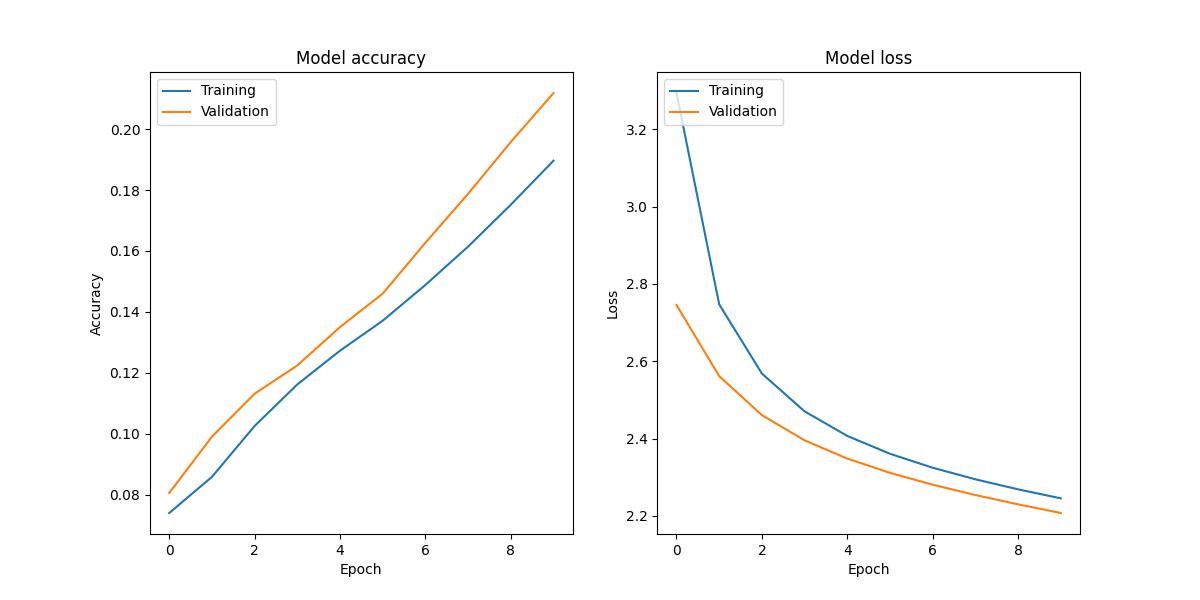 Model accuracy
Training
Validation
0.20
0.18
0.16
0.14
0.12
0.10
0.08
Accuracy
0 2 4 6 8
Epoch
Model loss
Training
Validation
3.2
3.0
2.8
2.6
2.4
2.2
Loss
0 2 4 6 8
Epoch